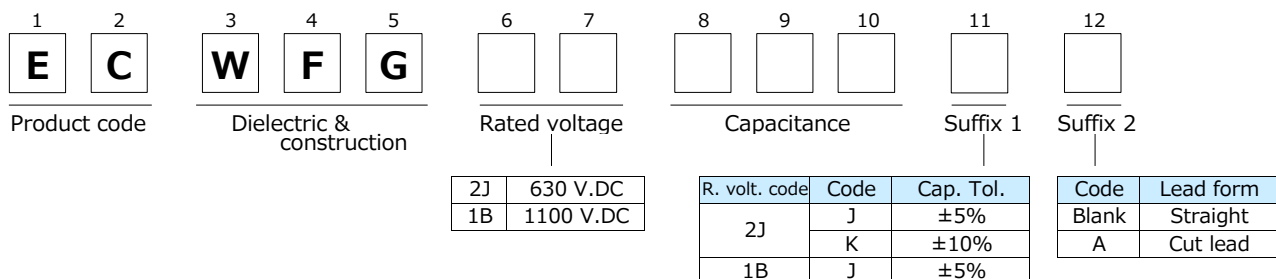 1 2 3 4 5 6 7 8 9 10 11 12
E C W F G
Product code Dielectric & construction Rated voltage Capacitance Suffix 1 Suffix 2
2J 630 V.DC
1B 1100 V.DC
R. volt. code Code Cap. Tol.
2J J ±5%
K ±10%
1B J ±5%
Code Lead form
Blank Straight
A Cut lead